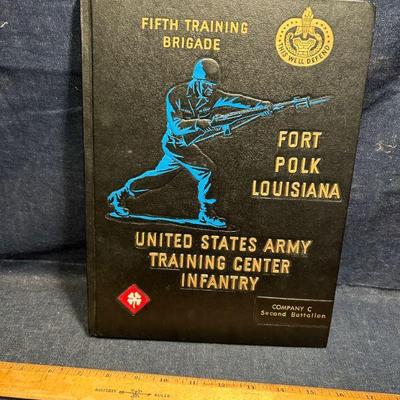 FIFTH TRAINING
BRIGADE
THIS WE'LL DEFEND
FORT
POLK
LOUISIANA
UNITED STATES ARMY
TRAINING CENTER
INFANTRY
COMPANY C
Second Battalion